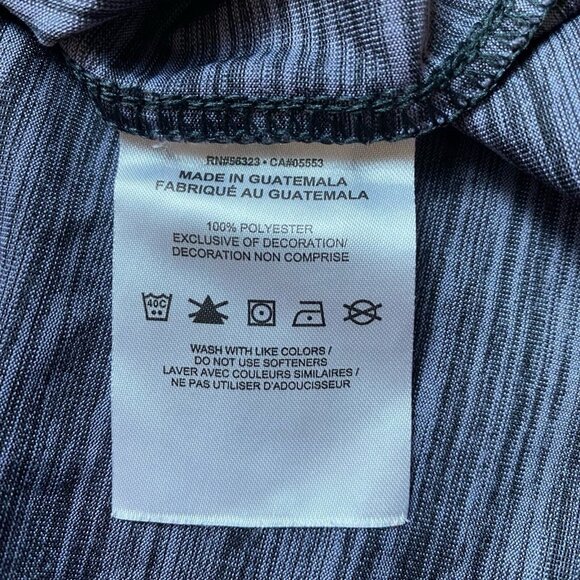 RN#56323 • CA#05553
MADE IN GUATEMALA
FABRIQUÉ AU GUATEMALA
100% POLYESTER
EXCLUSIVE OF DECORATION/
DECORATION NON COMPRISE
40C
WASH WITH LIKE COLORS /
DO NOT USE SOFTENERS
LAVER AVEC COULEURS SIMILAIRES /
NE PAS UTILISER D'ADOUCISSEUR